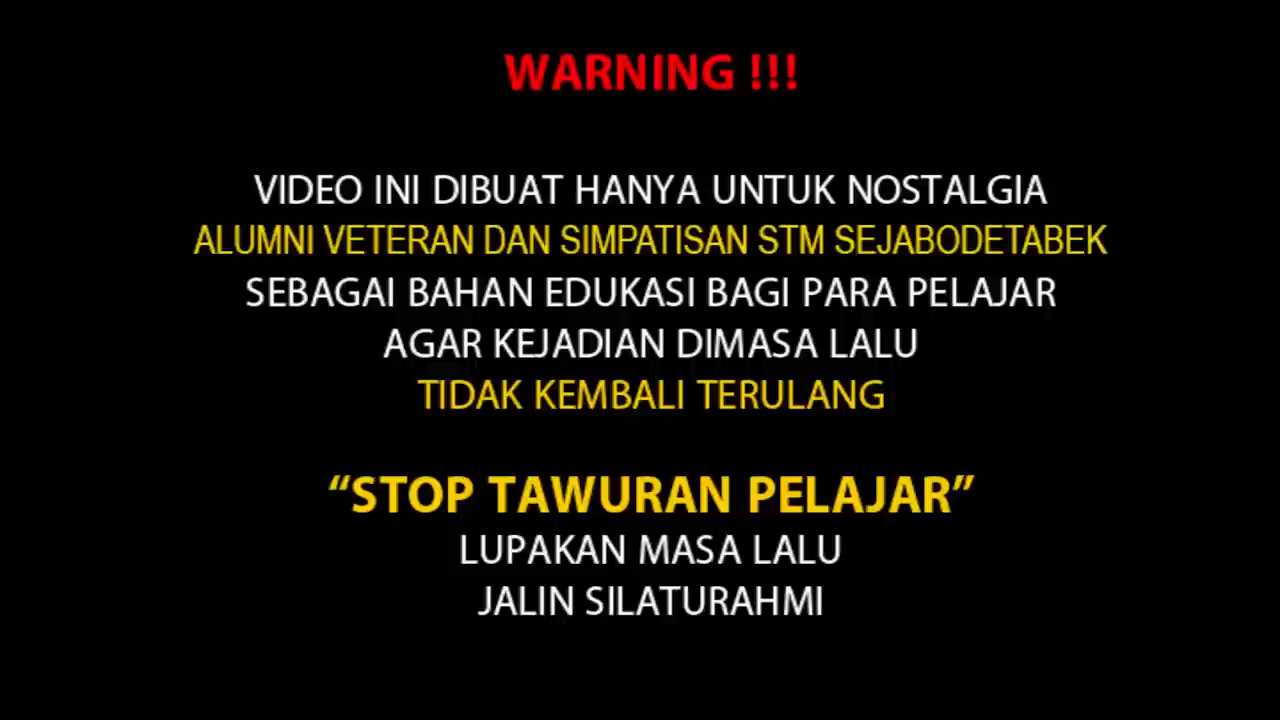 WARNING !!!
VIDEO INI DIBUAT HANYA UNTUK NOSTALGIA
ALUMNI VETERAN DAN SIMPATISAN STM SEJABODETABEK
SEBAGAI BAHAN EDUKASI BAGI PARA PELAJAR
AGAR KEJADIAN DIMASA LALU
TIDAK KEMBALI TERULANG
“STOP TAWURAN PELAJAR”
LUPAKAN MASA LALU
JALIN SILATURAHMI